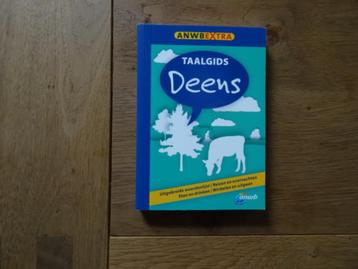 ANWB EXTRA
TAALGIDS
Deens
Uitgebreide woordenlijst / Reizen en overnachten
Eten en drinken / Winkelen en uitgaan
anwb